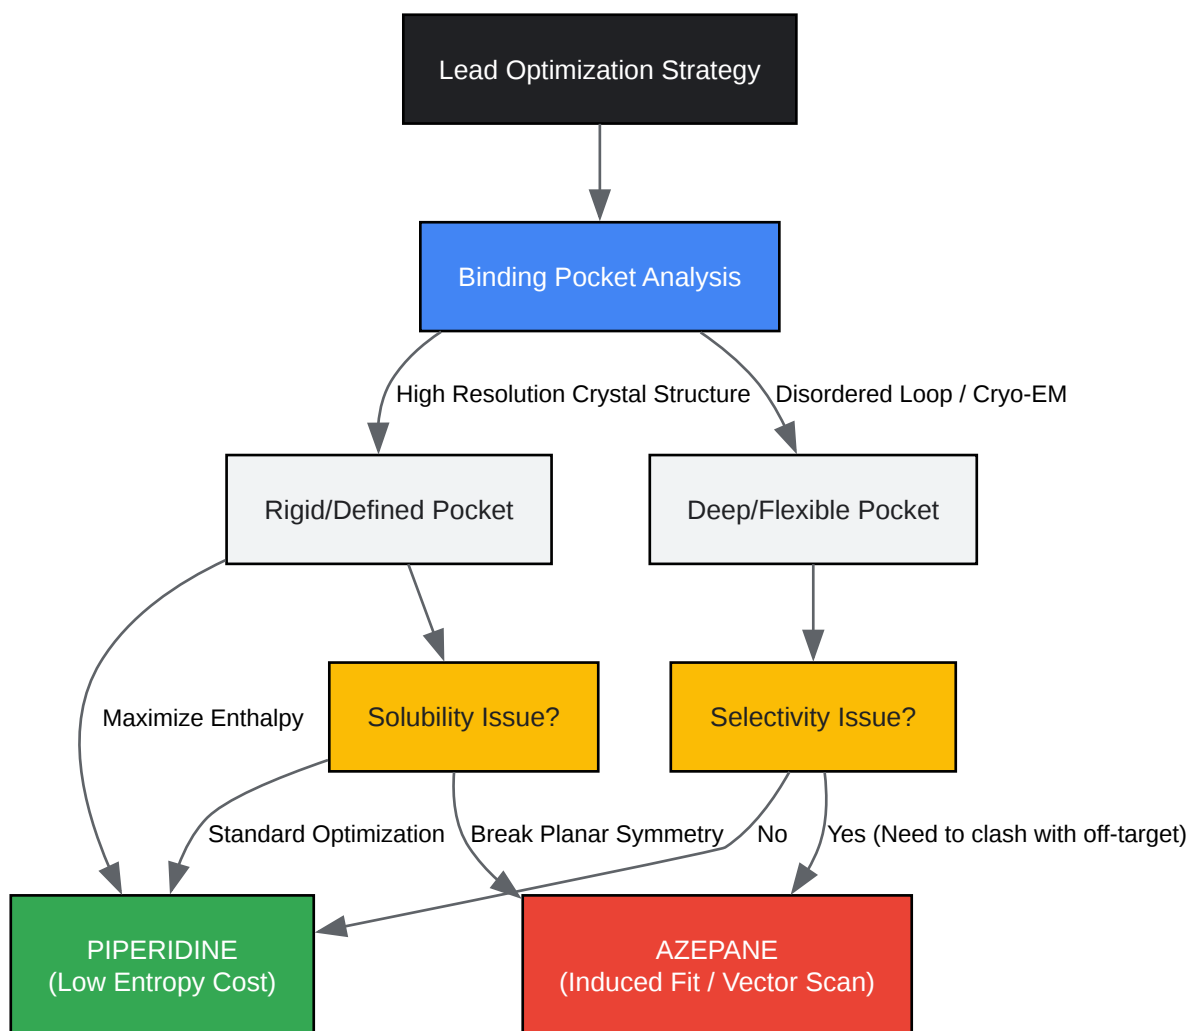 Lead Optimization Strategy
Binding Pocket Analysis
High Resolution Crystal Structure
Disordered Loop / Cryo-EM
Rigid/Defined Pocket
Deep/Flexible Pocket
Maximize Enthalpy
Solubility Issue?
Selectivity Issue?
Standard Optimization
Break Planar Symmetry
No
Yes (Need to clash with off-target)
PIPERIDINE
(Low Entropy Cost)
AZEPANE
(Induced Fit / Vector Scan)